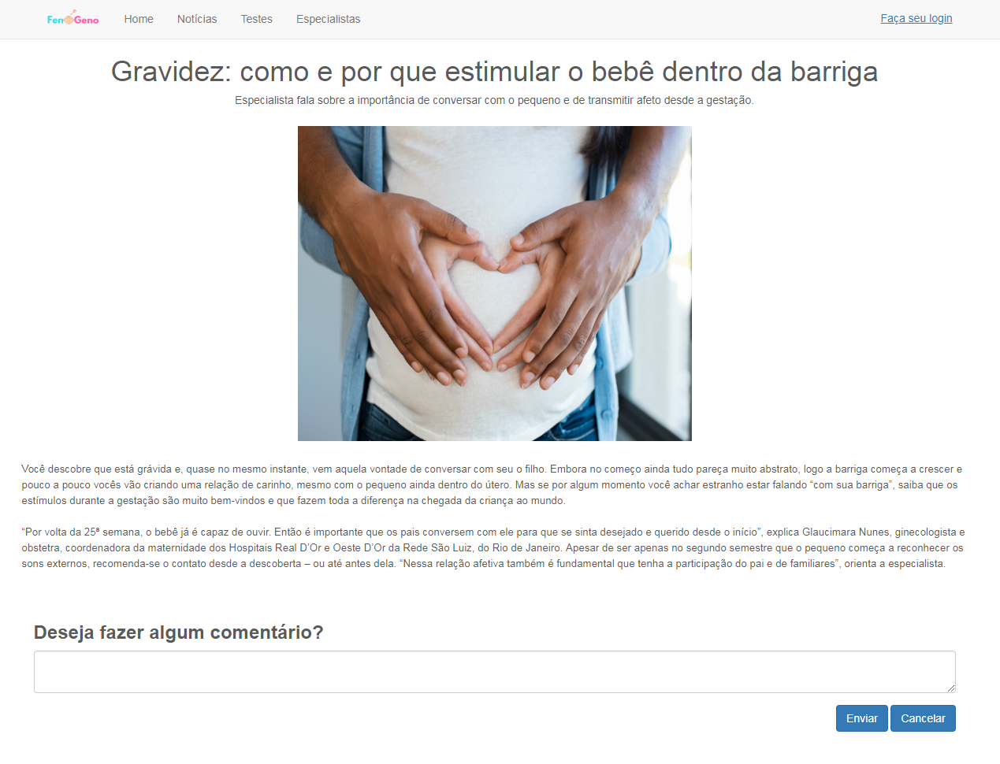 FenoGeno Home Notícias Testes Especialistas Faça seu login
Gravidez: como e por que estimular o bebê dentro da barriga
Especialista fala sobre a importância de conversar com o pequeno e de transmitir afeto desde a gestação.
Você descobre que está grávida e, quase no mesmo instante, vem aquela vontade de conversar com seu o filho. Embora no começo ainda tudo pareça muito abstrato, logo a barriga começa a crescer e
pouco a pouco vocês vão criando uma relação de carinho, mesmo com o pequeno ainda dentro do útero. Mas se por algum momento você achar estranho estar falando “com sua barriga”, saiba que os
estímulos durante a gestação são muito bem-vindos e que fazem toda a diferença na chegada da criança ao mundo.
“Por volta da 25ª semana, o bebê já é capaz de ouvir. Então é importante que os pais conversem com ele para que se sinta desejado e querido desde o início”, explica Glaucimara Nunes, ginecologista e
obstetra, coordenadora da maternidade dos Hospitais Real D’Or e Oeste D’Or da Rede São Luiz, do Rio de Janeiro. Apesar de ser apenas no segundo semestre que o pequeno começa a reconhecer os
sons externos, recomenda-se o contato desde a descoberta – ou até antes dela. “Nessa relação afetiva também é fundamental que tenha a participação do pai e de familiares”, orienta a especialista.
Deseja fazer algum comentário?
Enviar Cancelar